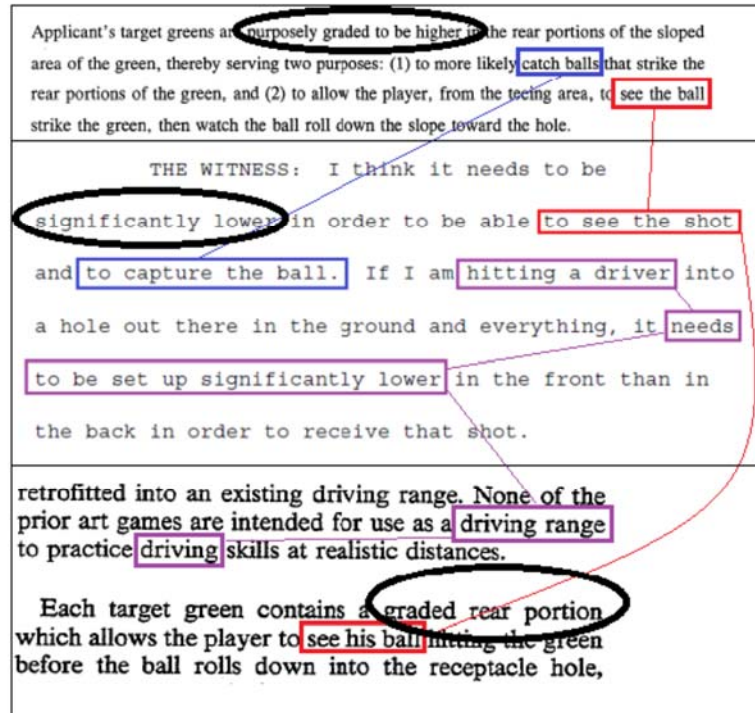 Applicant's target greens are purposely graded to be higher in the rear portions of the sloped
area of the green, thereby serving two purposes: (1) to more likely catch balls that strike the
rear portions of the green, and (2) to allow the player, from the teeing area, to see the ball
strike the green, then watch the ball roll down the slope toward the hole.
THE WITNESS: I think it needs to be
significantly lower in order to be able to see the shot
and to capture the ball. If I am hitting a driver into
a hole out there in the ground and everything, it needs
to be set up significantly lower in the front than in
the back in order to receive that shot.
retrofitted into an existing driving range. None of the
prior art games are intended for use as a driving range
to practice driving skills at realistic distances.
Each target green contains a graded rear portion
which allows the player to see his ball hitting the green
before the ball rolls down into the receptacle hole,